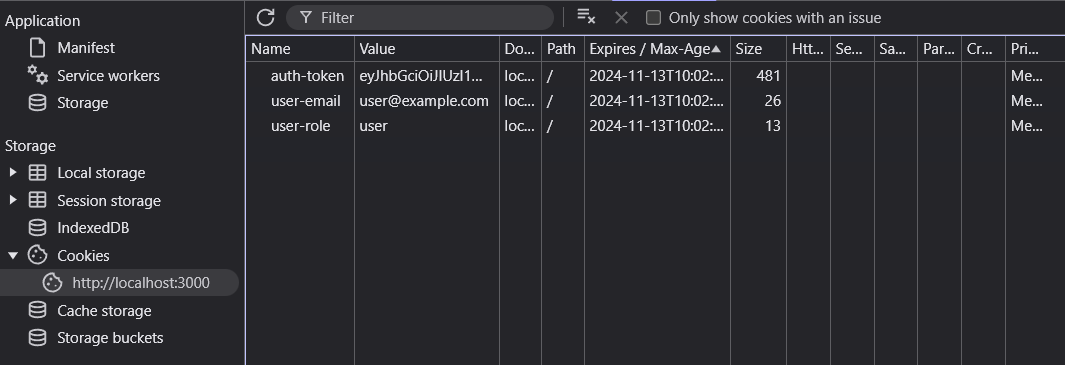 Application
Manifest
Service workers
Storage
Storage
Local storage
Session storage
IndexedDB
Cookies
http://localhost:3000
Cache storage
Storage buckets
Filter
Only show cookies with an issue
Name Value Do... Path Expires / Max-Age Size Htt... Se... Sa... Par... Cr... Pri...
auth-token eyJhbGciOiJIUzI1... loc... / 2024-11-13T10:02:... 481 Me...
user-email user@example.com loc... / 2024-11-13T10:02:... 26 Me...
user-role user loc... / 2024-11-13T10:02:... 13 Me...